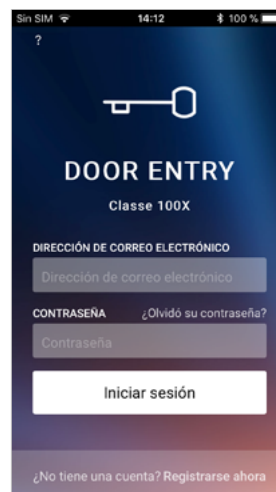 Sin SIM 14:12 100 %
?
DOOR ENTRY
Classe 100X
DIRECCIÓN DE CORREO ELECTRÓNICO
Dirección de correo electrónico
CONTRASEÑA ¿Olvidó su contraseña?
Contraseña
Iniciar sesión
¿No tiene una cuenta? Registrarse ahora